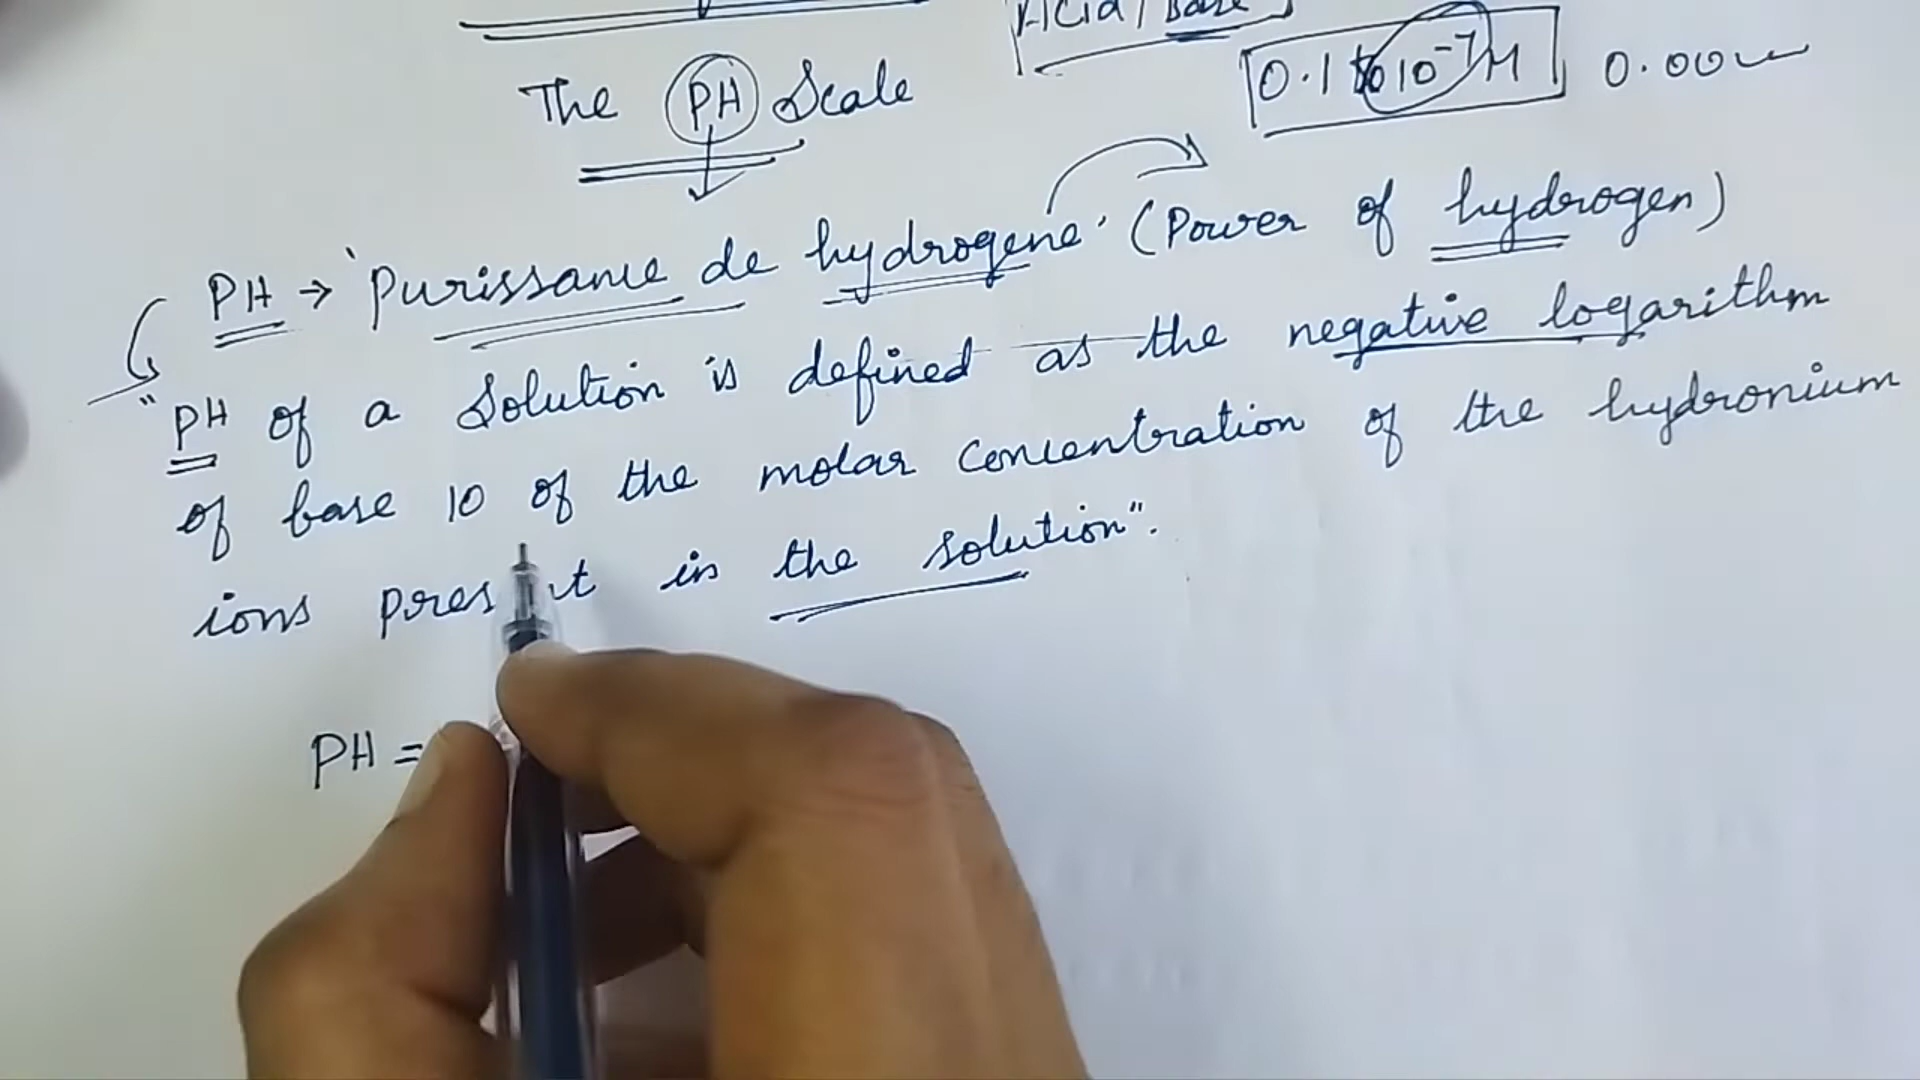 Acid / Base
The PH Scale
0.1 to 10⁻⁷ M 0.00
PH → 'Purissance de hydrogene' (Power of hydrogen)
"PH of a Solution is defined as the negative logarithm
of base 10 of the molar Concentration of the hydronium
ions present in the solution".
PH =